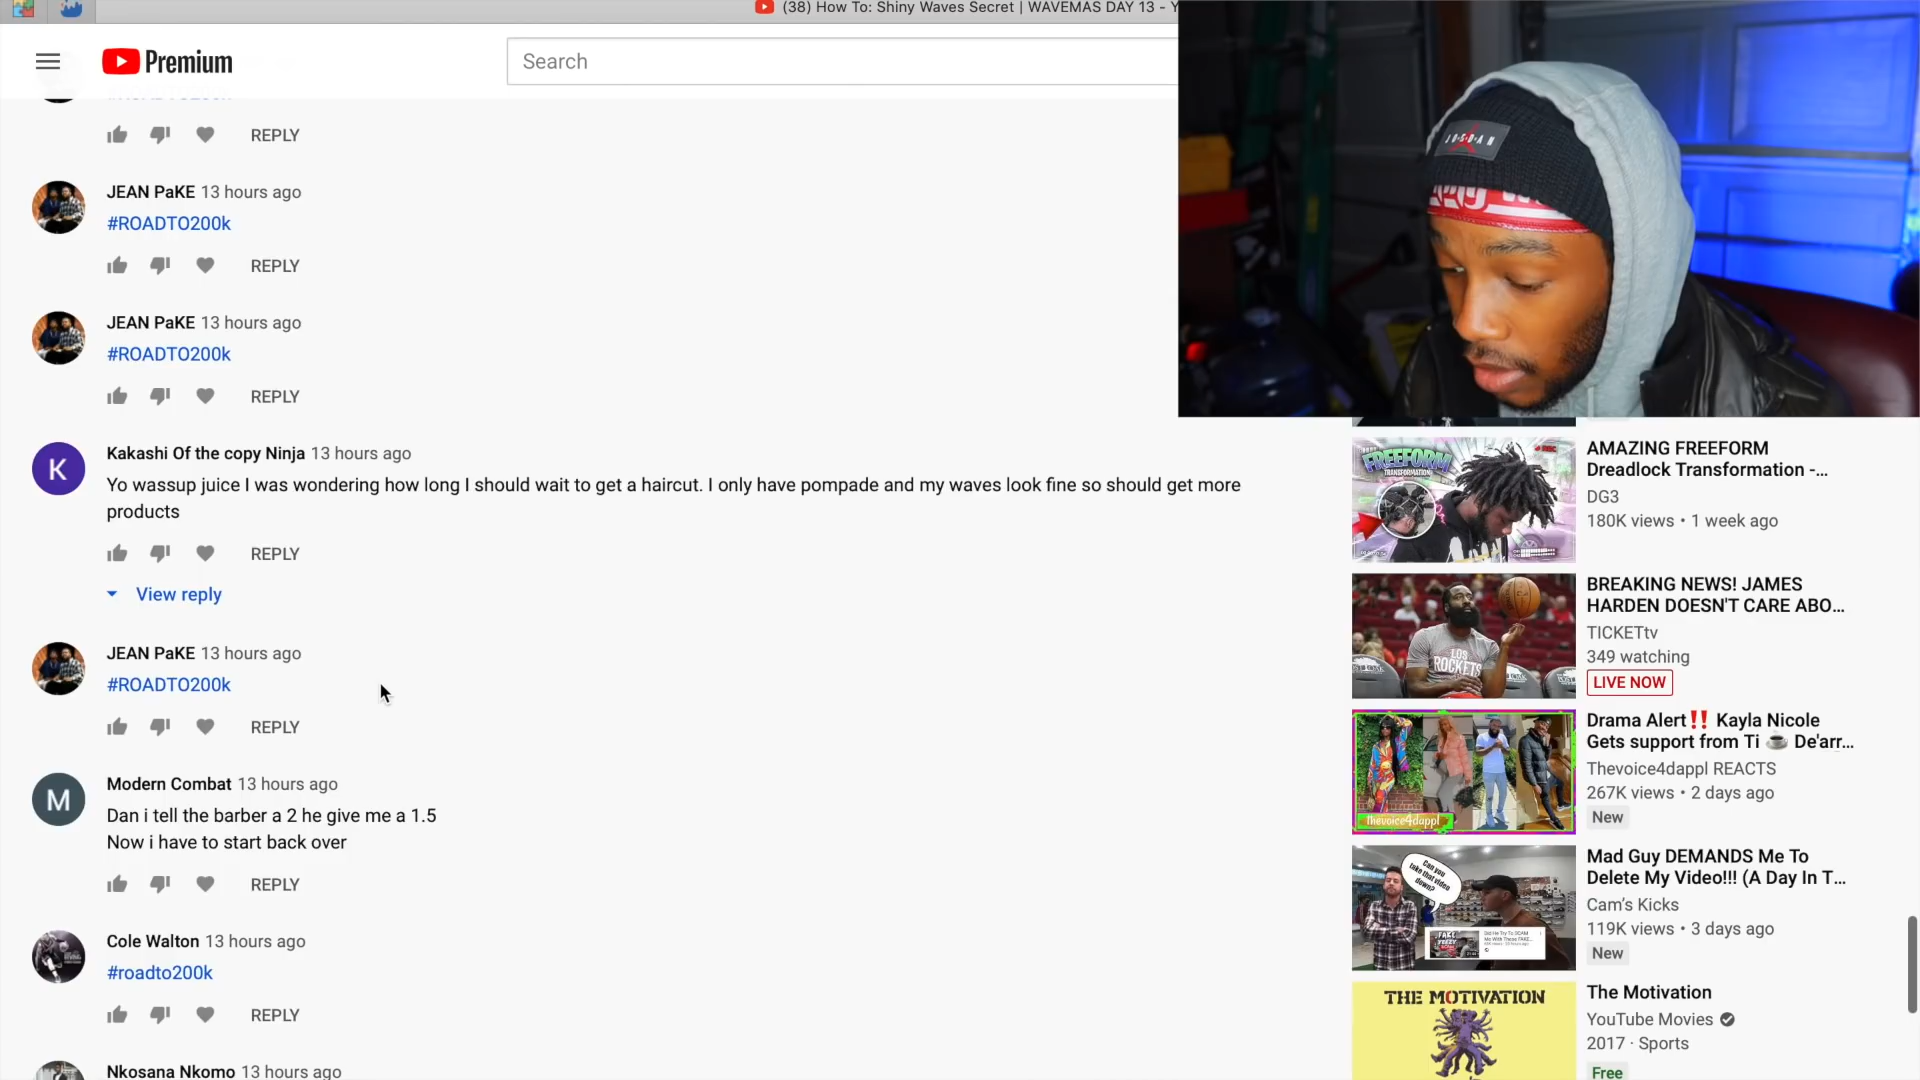 (38) How To: Shiny Waves Secret | WAVEMAS DAY 13 - Y
Premium
Search
REPLY
JEAN PaKE 13 hours ago
#ROADTO200k
REPLY
JEAN PaKE 13 hours ago
#ROADTO200k
REPLY
Kakashi Of the copy Ninja 13 hours ago
Yo wassup juice I was wondering how long I should wait to get a haircut. I only have pompade and my waves look fine so should get more
products
REPLY
View reply
JEAN PaKE 13 hours ago
#ROADTO200k
REPLY
M
Modern Combat 13 hours ago
Dan i tell the barber a 2 he give me a 1.5
Now i have to start back over
REPLY
Cole Walton 13 hours ago
#roadto200k
REPLY
Nkosana Nkomo 13 hours ago
K
JORDAN
FREEFORM
TRANSFORMATION
AMAZING FREEFORM
Dreadlock Transformation -...
DG3
180K views • 1 week ago
LOS
ROCKETS
BREAKING NEWS! JAMES
HARDEN DOESN'T CARE ABO...
TICKETtv
349 watching
LIVE NOW
thevoice4dappl
Drama Alert‼️ Kayla Nicole
Gets support from Ti ☕ De'arr...
Thevoice4dappl REACTS
267K views • 2 days ago
New
Can you
take that video
down?
Mad Guy DEMANDS Me To
Delete My Video!!! (A Day In T...
Cam's Kicks
119K views • 3 days ago
New
THE MOTIVATION
The Motivation
YouTube Movies
2017 · Sports
Free